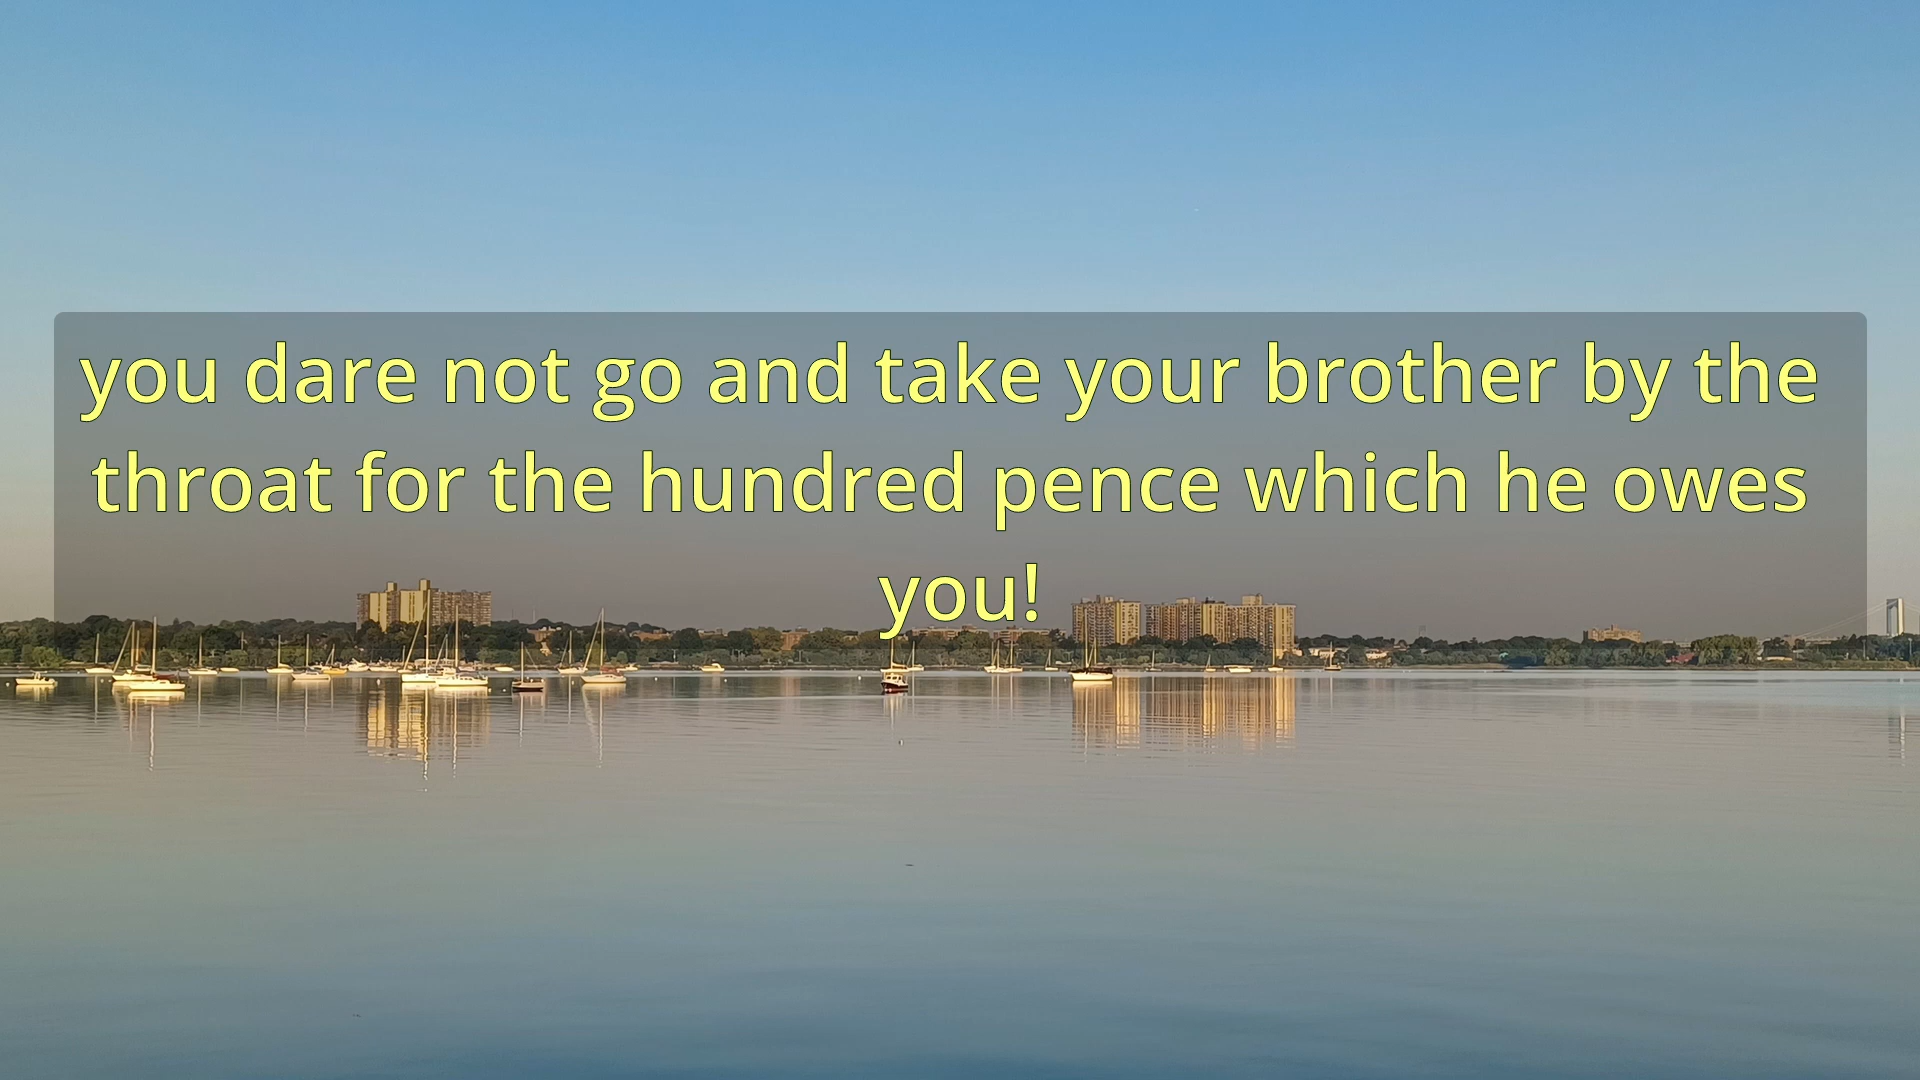 you dare not go and take your brother by the
throat for the hundred pence which he owes
you!